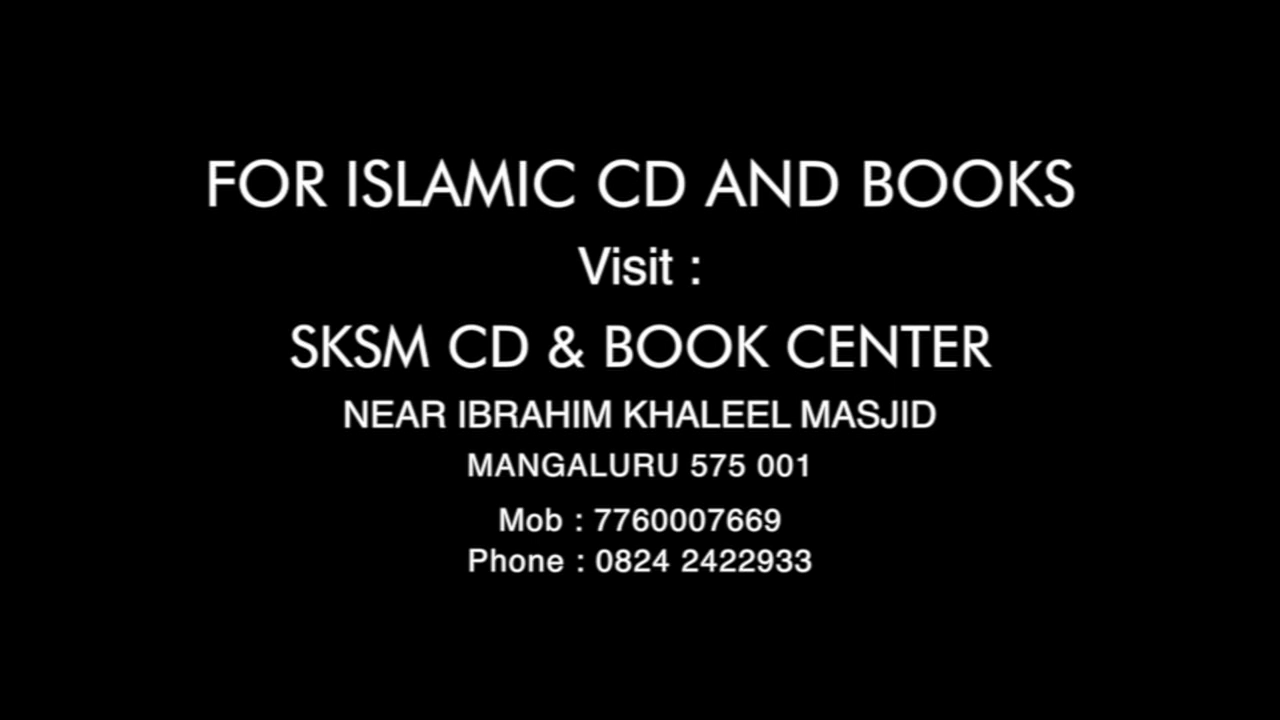 FOR ISLAMIC CD AND BOOKS
Visit :
SKSM CD & BOOK CENTER
NEAR IBRAHIM KHALEEL MASJID
MANGALURU 575 001
Mob : 7760007669
Phone : 0824 2422933